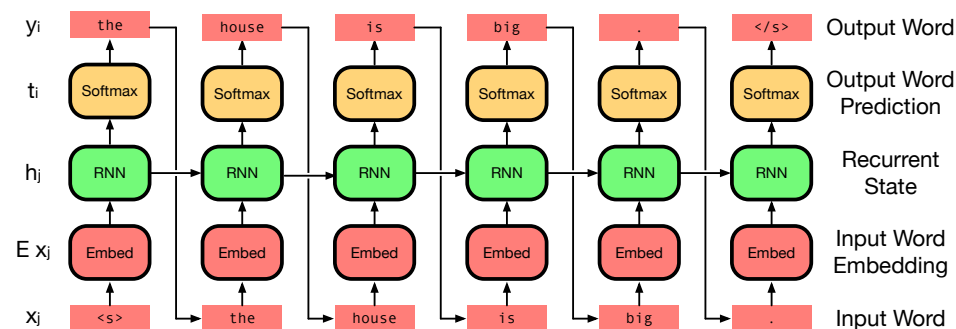 yi the house is big . </s> Output Word
ti Softmax Softmax Softmax Softmax Softmax Softmax Output Word
Prediction
hj RNN RNN RNN RNN RNN RNN Recurrent
State
E xj Embed Embed Embed Embed Embed Embed Input Word
Embedding
xj <s> the house is big . Input Word